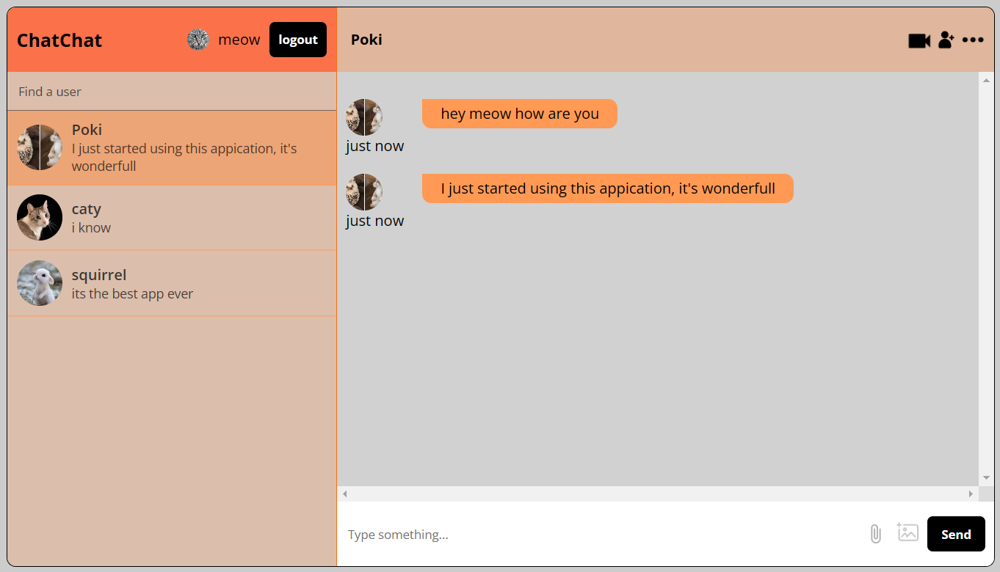 ChatChat
meow
logout
Find a user
Poki
I just started using this appication, it's
wonderfull
caty
i know
squirrel
its the best app ever
Poki
hey meow how are you
just now
I just started using this appication, it's wonderfull
just now
Type something...
Send